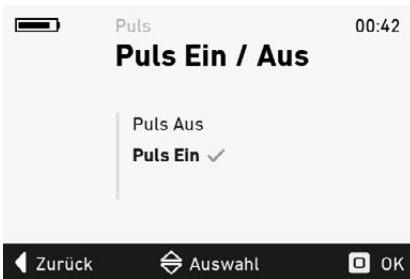 Puls
00:42
Puls Ein / Aus
Puls Aus
Puls Ein
Zurück
Auswahl
OK